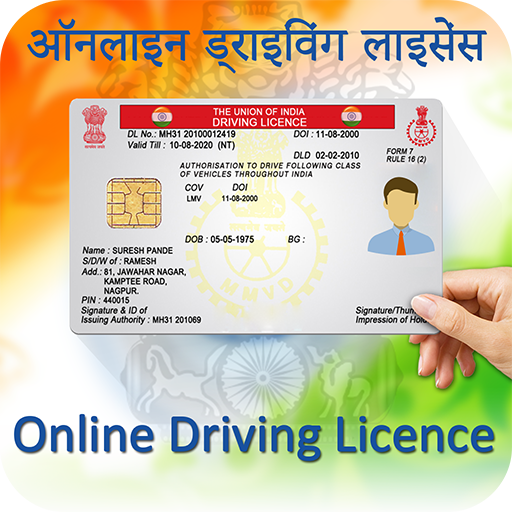 ऑनलाइन ड्राइविंग लाइसेंस
THE UNION OF INDIA
DRIVING LICENCE
DL No.: MH31 20100012419 DOI : 11-08-2000
Valid Till : 10-08-2020 (NT)
DLD 02-02-2010
FORM 7
RULE 16 (2)
AUTHORISATION TO DRIVE FOLLOWING CLASS
OF VEHICLES THROUGHOUT INDIA
COV DOI
LMV 11-08-2000
DOB : 05-05-1975 BG :
Name : SURESH PANDE
S/D/W of : RAMESH
Add.: 81, JAWAHAR NAGAR,
KAMPTEE ROAD,
NAGPUR.
PIN : 440015
Signature & ID of
Issuing Authority : MH31 201069
Signature/Thum
Impression of Hold
MMVD
Online Driving Licence